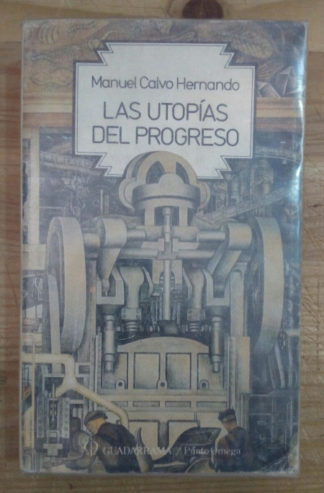 Manuel Calvo Hernando
LAS UTOPÍAS
DEL PROGRESO
GUADARRAMA / Punto Omega